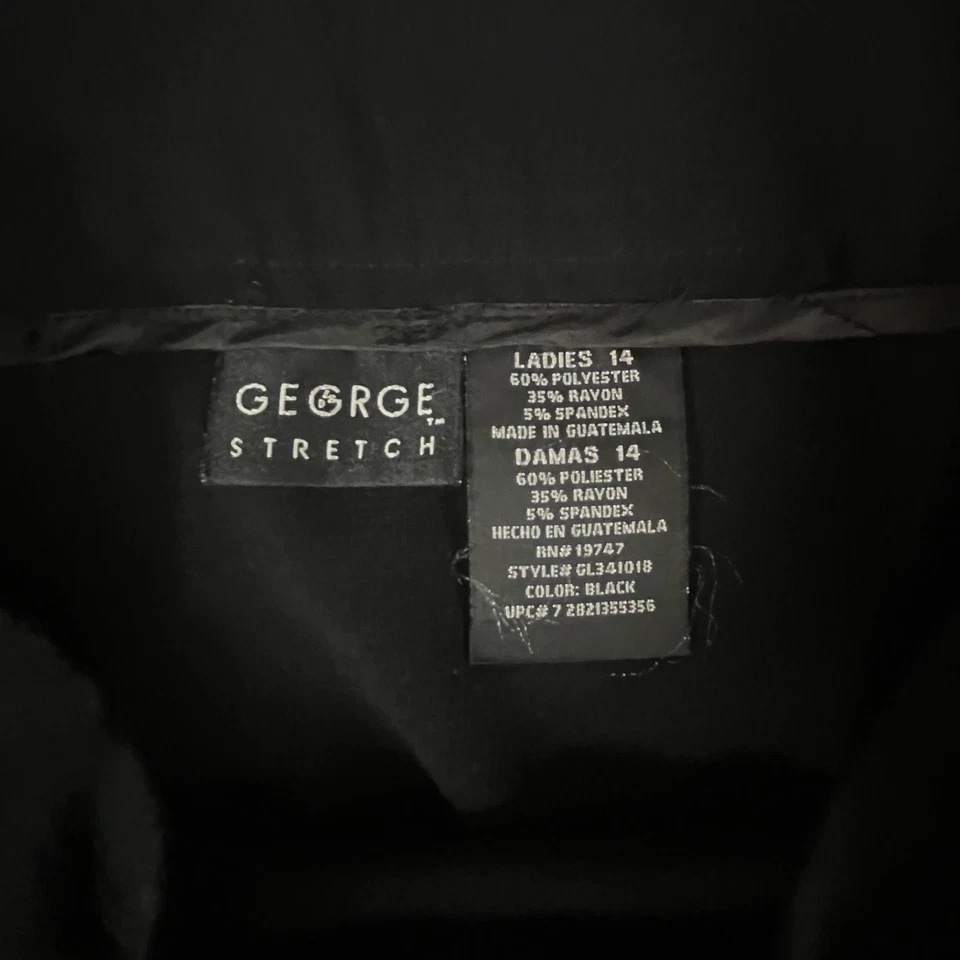 GEORGE
™
STRETCH
LADIES 14
60% POLYESTER
35% RAYON
5% SPANDEX
MADE IN GUATEMALA
DAMAS 14
60% POLIESTER
35% RAYON
5% SPANDEX
HECHO EN GUATEMALA
RN# 19747
STYLE# GL341018
COLOR: BLACK
UPC# 7 2821355356